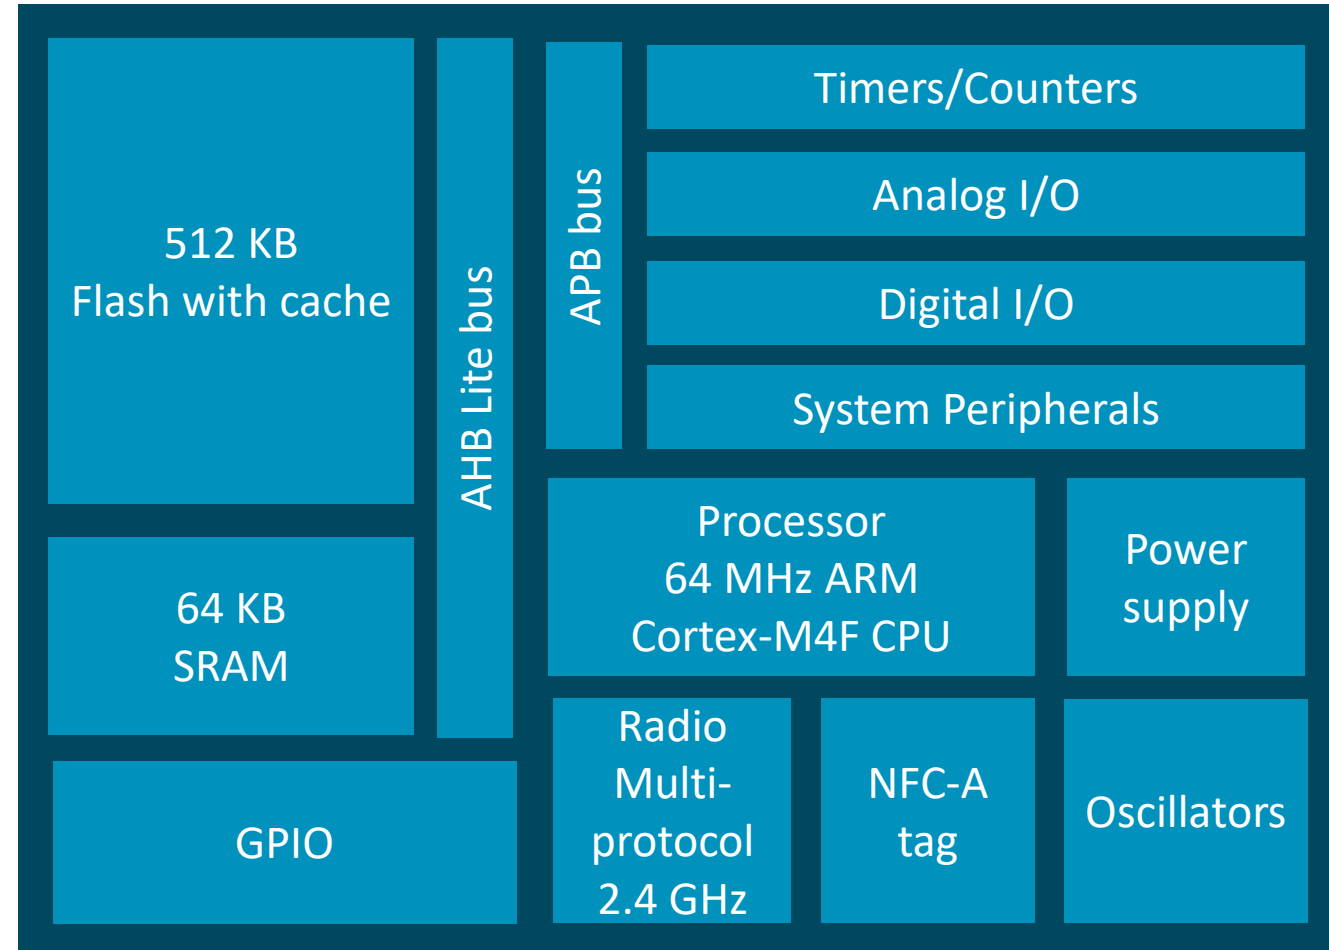 512 KB
Flash with cache
64 KB
SRAM
GPIO
AHB Lite bus
APB bus
Timers/Counters
Analog I/O
Digital I/O
System Peripherals
Processor
64 MHz ARM
Cortex-M4F CPU
Power
supply
Radio
Multi-
protocol
2.4 GHz
NFC-A
tag
Oscillators